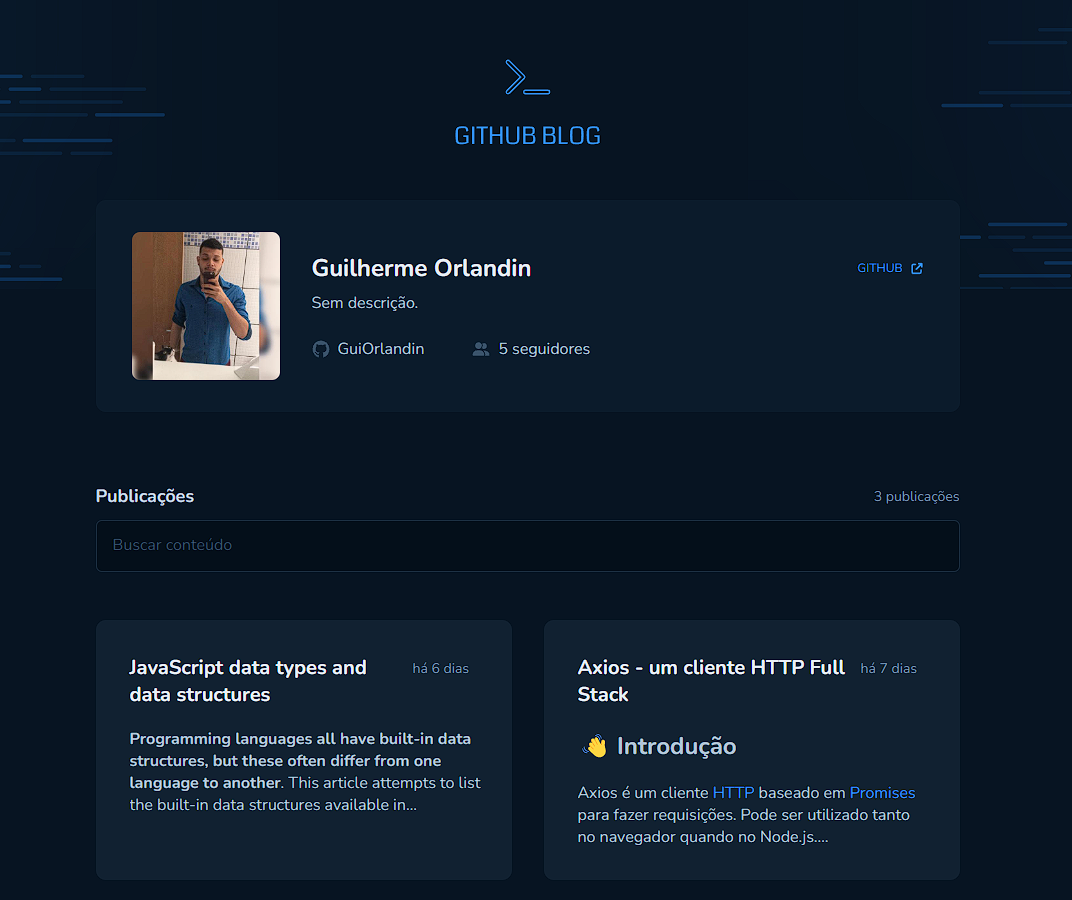 GITHUB BLOG
Guilherme Orlandin
GITHUB
Sem descrição.
GuiOrlandin
5 seguidores
Publicações
3 publicações
Buscar conteúdo
JavaScript data types and
data structures
há 6 dias
Programming languages all have built-in data
structures, but these often differ from one
language to another. This article attempts to list
the built-in data structures available in...
Axios - um cliente HTTP Full
Stack
há 7 dias
👋 Introdução
Axios é um cliente HTTP baseado em Promises
para fazer requisições. Pode ser utilizado tanto
no navegador quando no Node.js....